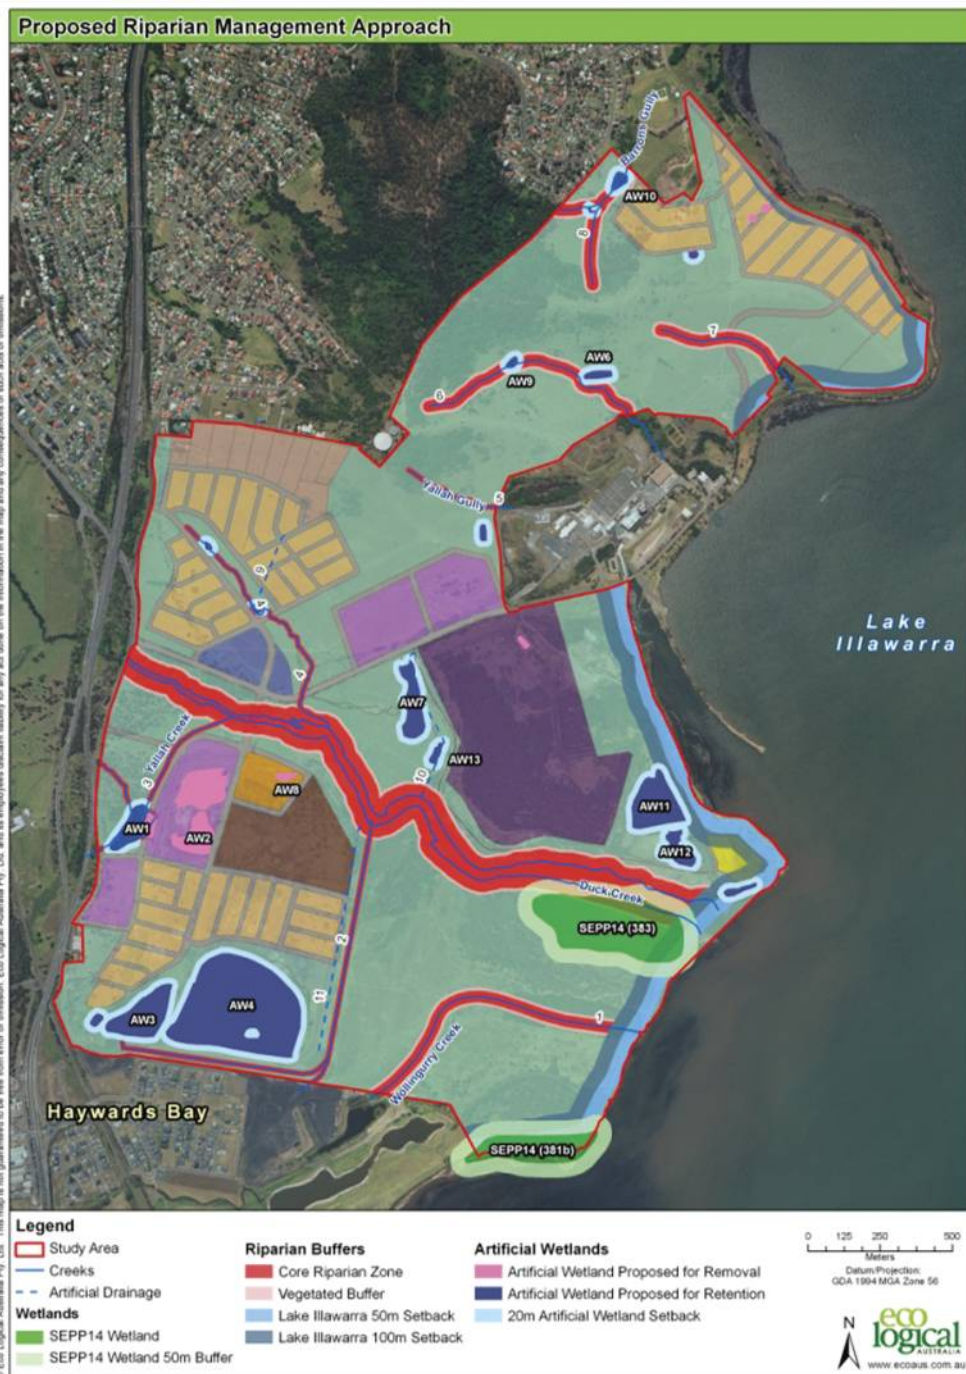 Proposed Riparian Management Approach
Barrons Gully
AW10
8
7
AW6
AW9
6
Yallah Gully
5
9
4
4
Lake
Illawarra
AW7
Yallah Creek
AW13
10
3
AW8
AW11
AW1
AW2
AW12
Duck Creek
SEPP14 (383)
2
AW4
11
AW3
1
Wollingurry Creek
Haywards Bay
SEPP14 (381b)
Legend
Study Area
Creeks
Artificial Drainage
Wetlands
SEPP14 Wetland
SEPP14 Wetland 50m Buffer
Riparian Buffers
Core Riparian Zone
Vegetated Buffer
Lake Illawarra 50m Setback
Lake Illawarra 100m Setback
Artificial Wetlands
Artificial Wetland Proposed for Removal
Artificial Wetland Proposed for Retention
20m Artificial Wetland Setback
0 125 250 500
Meters
Datum/Projection:
GDA 1994 MGA Zone 56
N
eco
logical
AUSTRALIA
www.ecoaus.com.au